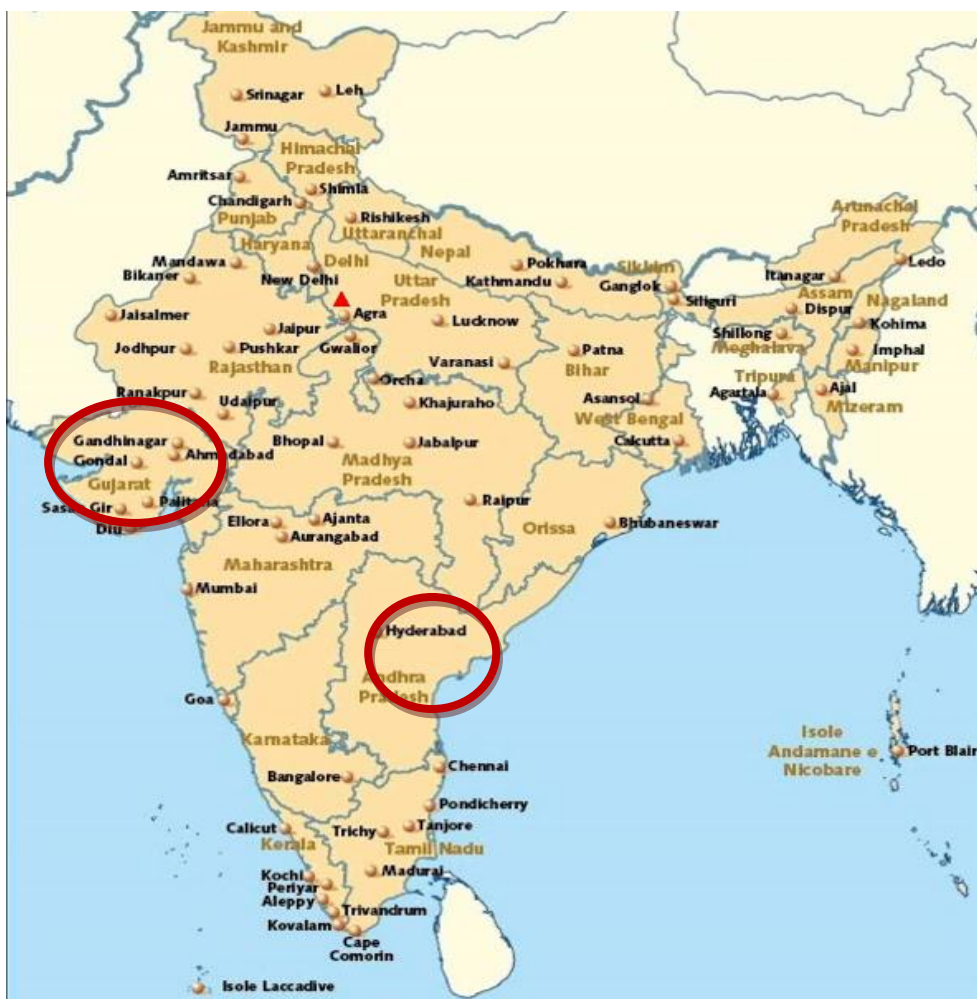 Jammu and
Kashmir
Srinagar
Leh
Jammu
Himachal
Pradesh
Amritsar
Shimla
Chandigarh
Punjab
Rishikesh
Uttaranchal
Arunachal
Pradesh
Haryana
Nepal
Mandawa
Delhi
Pokhara
Sikkim
Itanagar
Ledo
Bikaner
New Delhi
Uttar
Pradesh
Kathmandu
Ganglok
Siliguri
Assam
Dispur
Nagaland
Jaisalmer
Agra
Lucknow
Jaipur
Shillong
Kohima
Jodhpur
Pushkar
Gwalior
Meghalaya
Imphal
Rajasthan
Varanasi
Patna
Bihar
Manipur
Orcha
Tripura
Ranakpur
Khajuraho
Asansol
Agartala
Ajal
Mizeram
Udaipur
West Bengal
Gandhinagar
Bhopal
Jabalpur
Calcutta
Ahmedabad
Gondal
Madhya
Pradesh
Gujarat
Sasan Gir
Palitana
Raipur
Diu
Ellora
Ajanta
Orissa
Bhubaneswar
Aurangabad
Maharashtra
Mumbai
Hyderabad
Andhra
Pradesh
Goa
Karnataka
Isole
Andamane e
Nicobare
Port Blair
Chennai
Bangalore
Pondicherry
Calicut
Trichy
Tanjore
Kerala
Tamil Nadu
Kochi
Madurai
Periyar
Aleppy
Trivandrum
Kovalam
Cape
Comorin
Isole Laccadive